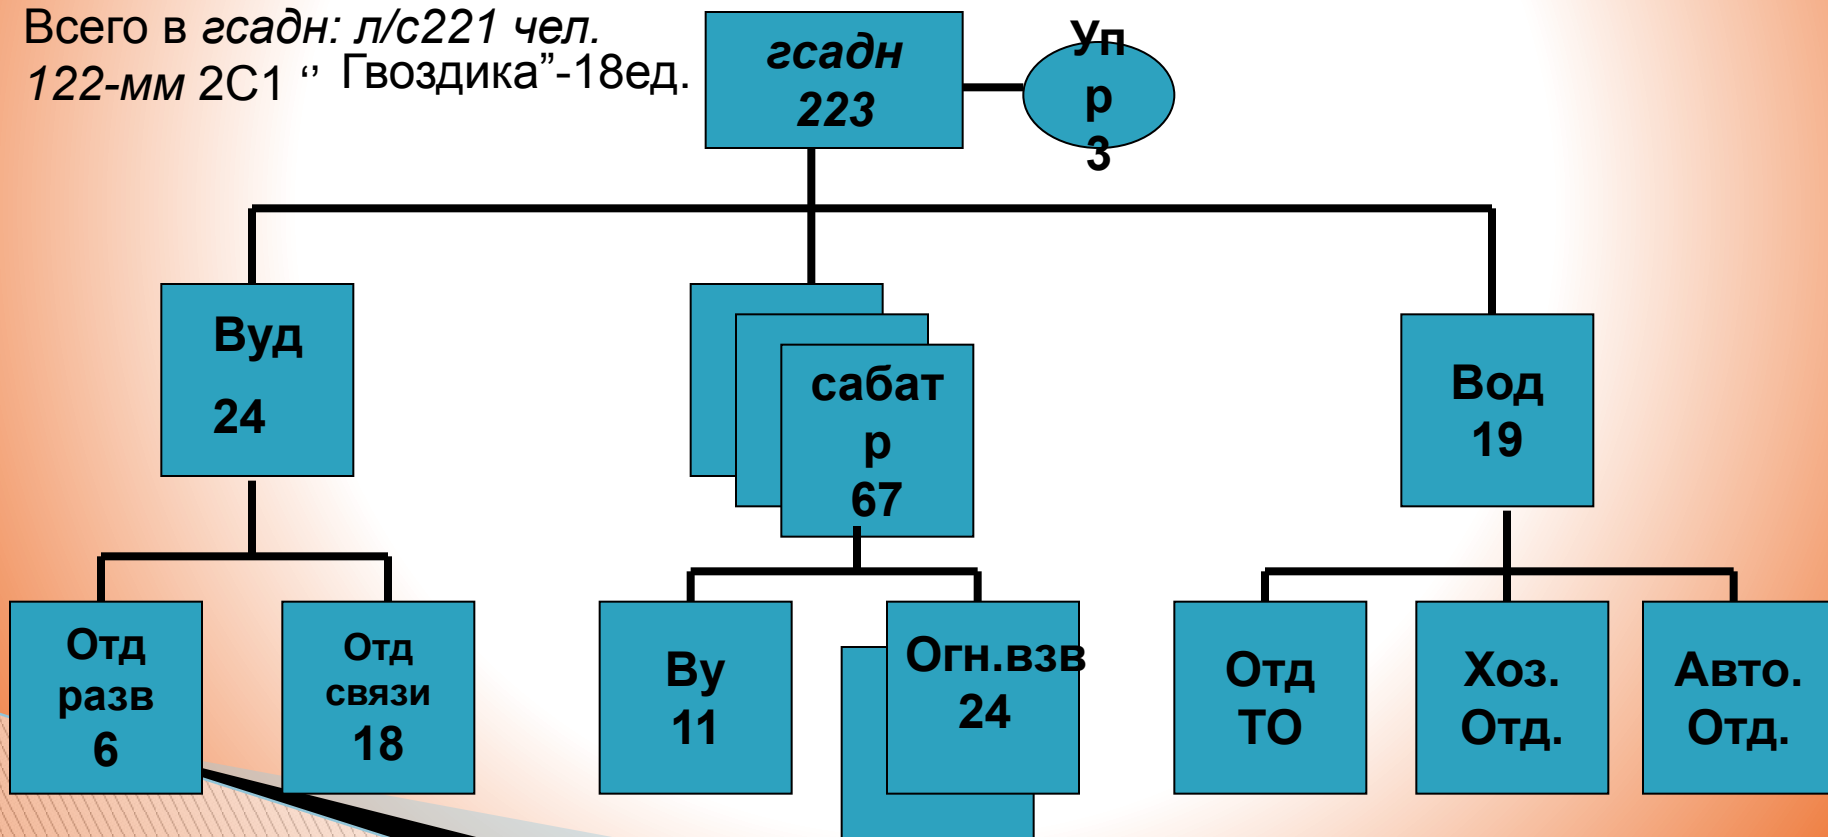 Всего в гсадн: л/с221 чел.
122-мм 2С1 “ Гвоздика”-18ед.
гсадн
223
Уп
р
3
Вуд
24
сабат
р
67
Вод
19
Отд
разв
6
Отд
связи
18
Ву
11
Огн.взв
24
Отд
ТО
Хоз.
Отд.
Авто.
Отд.